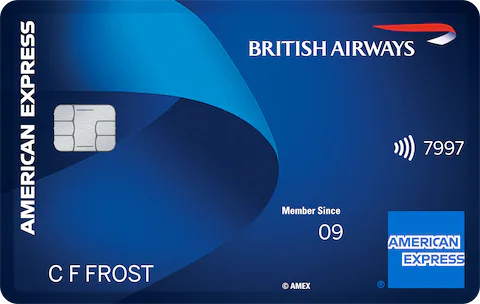 AMERICAN EXPRESS
BRITISH AIRWAYS
7997
Member Since
09
AMERICAN
EXPRESS
®
C F FROST
© AMEX